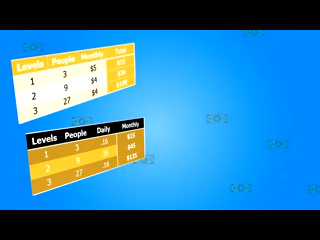 Levels People Monthly Total
1 3 $5 $15
2 9 $4 $36
3 27 $4 $108
Levels People Daily Monthly
1 3 .16 $15
2 9 .16 $45
3 27 .16 $135